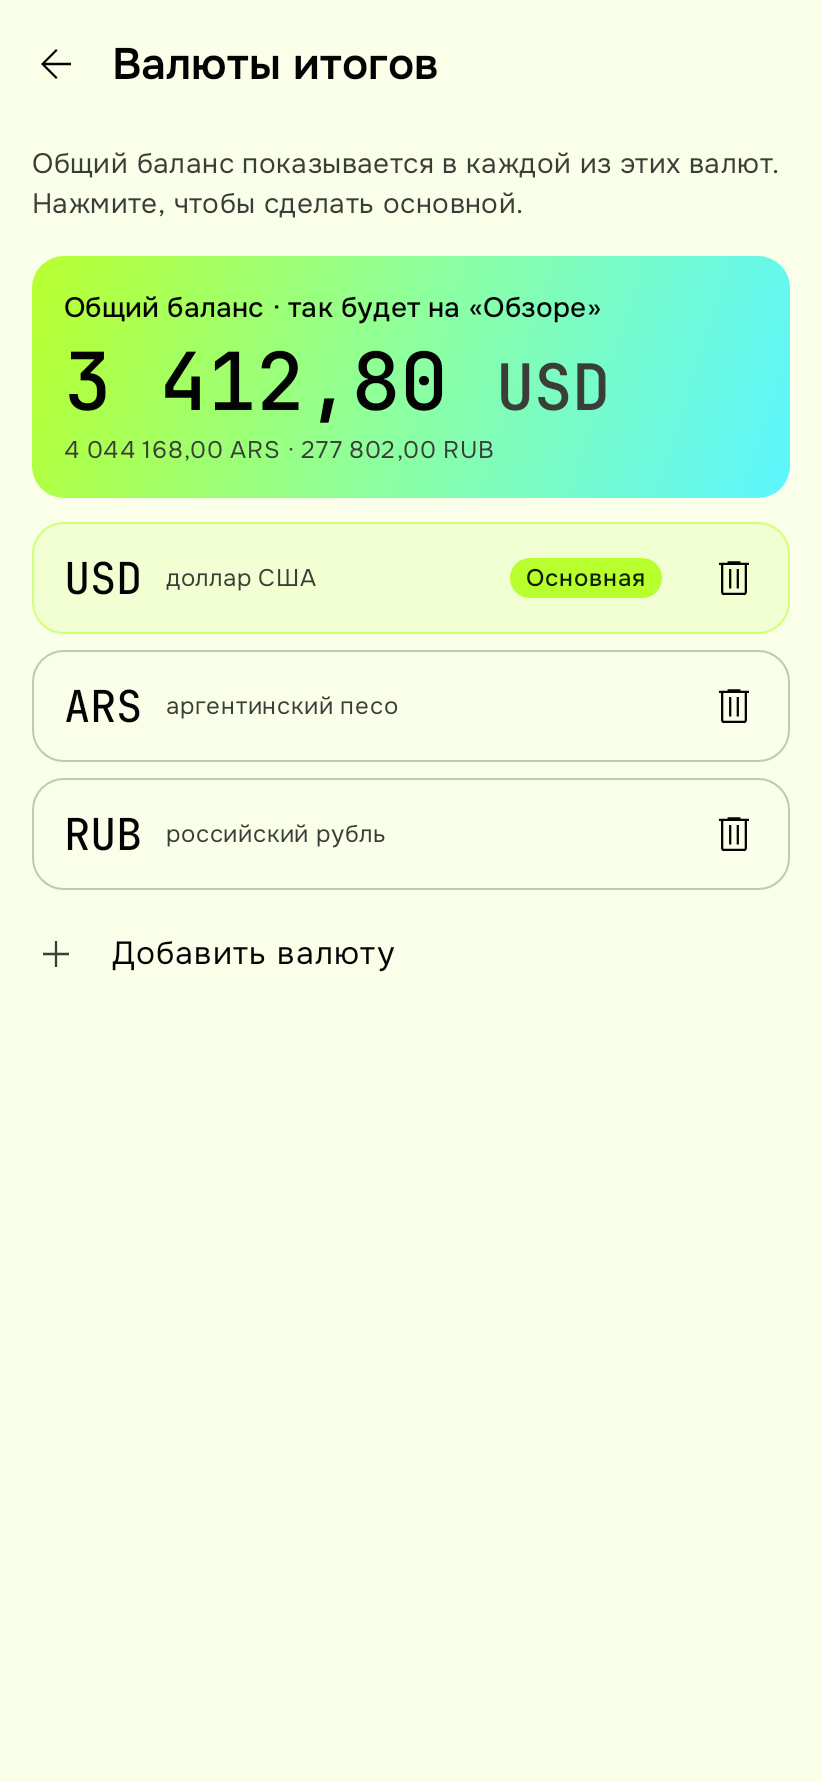 Валюты итогов
Общий баланс показывается в каждой из этих валют.
Нажмите, чтобы сделать основной.
Общий баланс · так будет на «Обзоре»
3 412,80 USD
4 044 168,00 ARS · 277 802,00 RUB
USD доллар США Основная
ARS аргентинский песо
RUB российский рубль
Добавить валюту